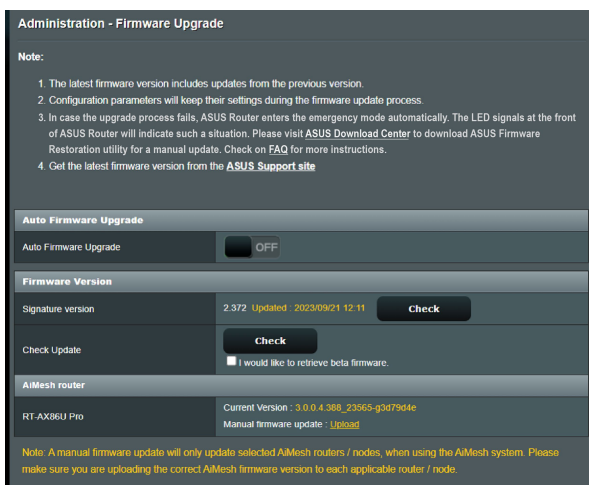 Administration - Firmware Upgrade
Note:
1. The latest firmware version includes updates from the previous version.
2. Configuration parameters will keep their settings during the firmware update process.
3. In case the upgrade process fails, ASUS Router enters the emergency mode automatically. The LED signals at the front
of ASUS Router will indicate such a situation. Please visit ASUS Download Center to download ASUS Firmware
Restoration utility for a manual update. Check on FAQ for more instructions.
4. Get the latest firmware version from the ASUS Support site
Auto Firmware Upgrade
Auto Firmware Upgrade OFF
Firmware Version
Signature version 2.372 Updated : 2023/09/21 12:11 Check
Check Update Check
I would like to retrieve beta firmware.
AiMesh router
RT-AX86U Pro
Current Version : 3.0.0.4.388_23565-g3d79d4e
Manual firmware update : Upload
Note: A manual firmware update will only update selected AiMesh routers / nodes, when using the AiMesh system. Please
make sure you are uploading the correct AiMesh firmware version to each applicable router / node.